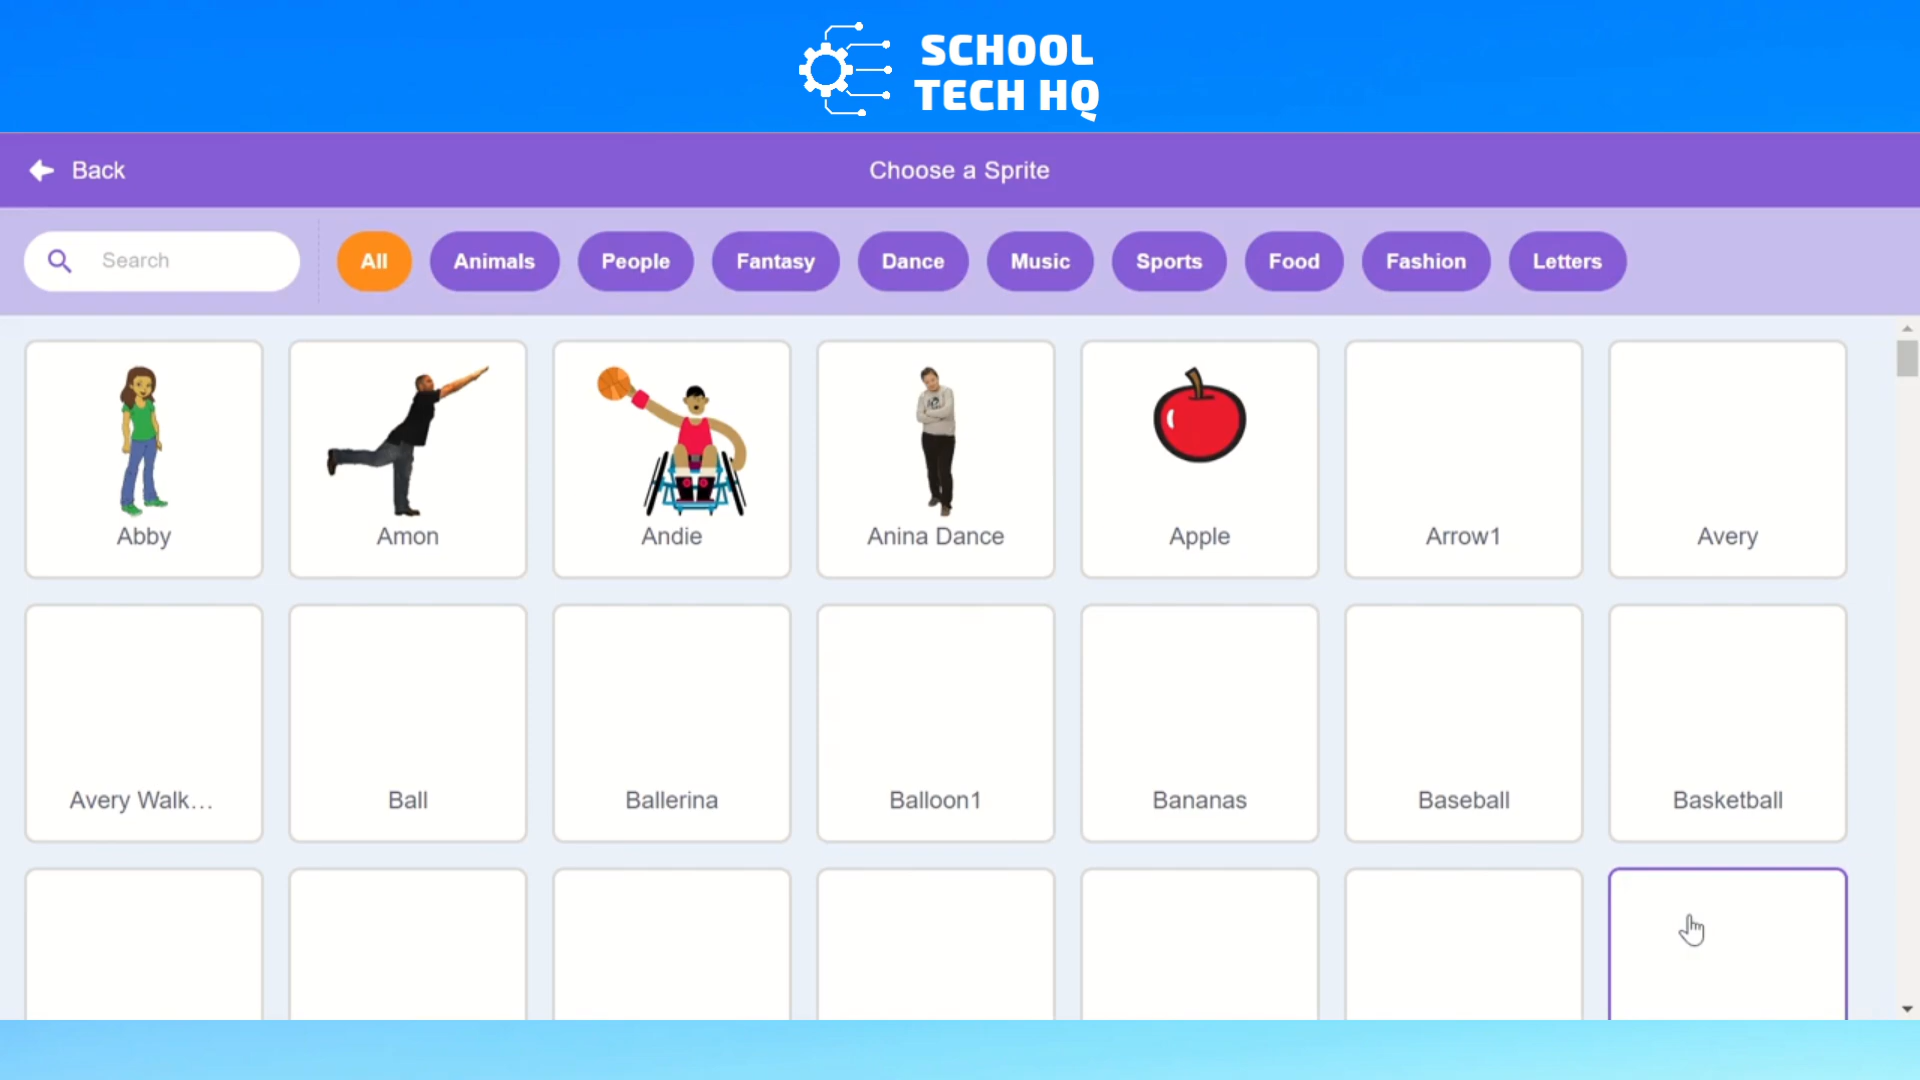 SCHOOL
TECH HQ
Back
Choose a Sprite
Search
All
Animals
People
Fantasy
Dance
Music
Sports
Food
Fashion
Letters
Abby
Amon
Andie
Anina Dance
Apple
Arrow1
Avery
Avery Walk...
Ball
Ballerina
Balloon1
Bananas
Baseball
Basketball